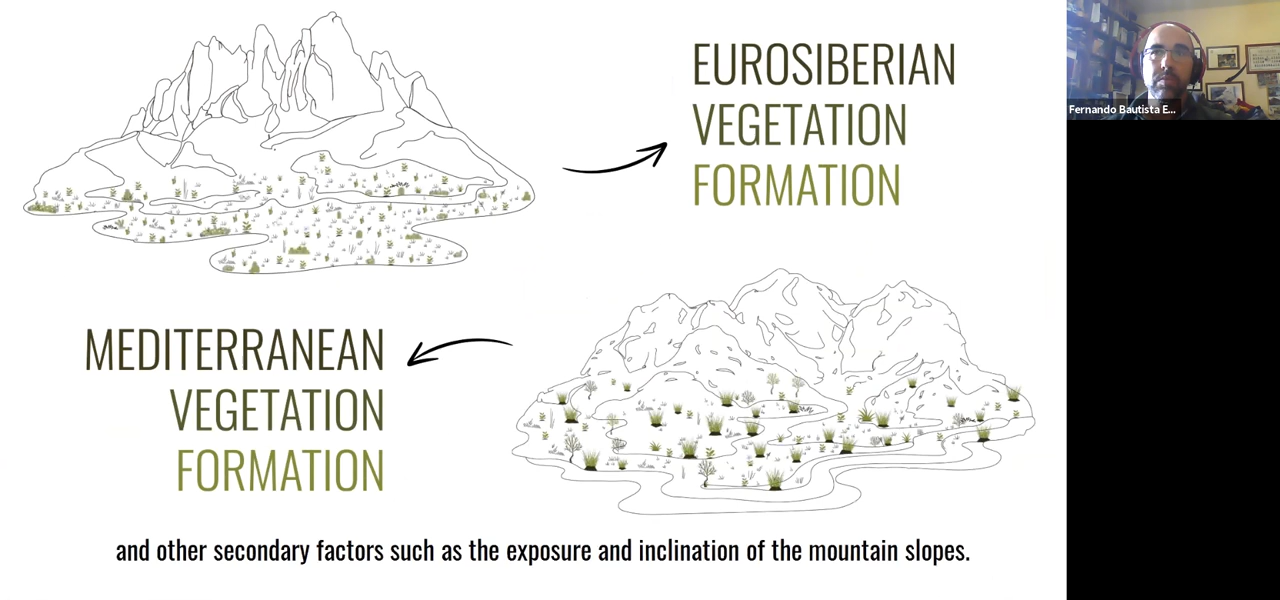 EUROSIBERIAN
VEGETATION
FORMATION
Fernando Bautista E...
MEDITERRANEAN
VEGETATION
FORMATION
and other secondary factors such as the exposure and inclination of the mountain slopes.